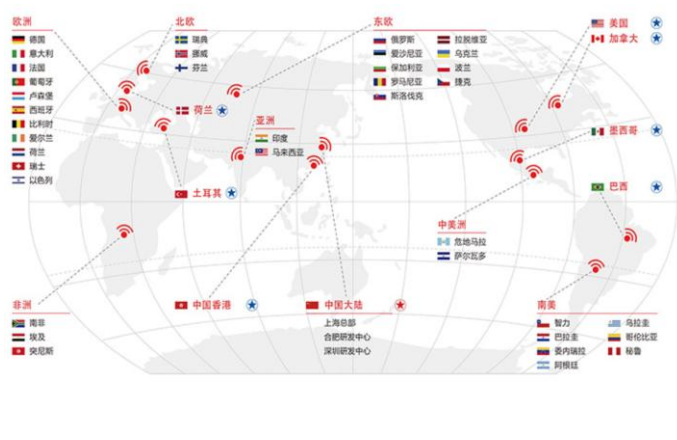 欧洲
德国
意大利
法国
葡萄牙
卢森堡
西班牙
比利时
爱尔兰
荷兰
瑞士
以色列
北欧
瑞典
挪威
芬兰
荷兰
土耳其
亚洲
印度
马来西亚
东欧
俄罗斯
拉脱维亚
爱沙尼亚
乌克兰
保加利亚
波兰
罗马尼亚
捷克
斯洛伐克
美国
加拿大
墨西哥
巴西
中美洲
危地马拉
萨尔瓦多
非洲
南非
埃及
突尼斯
中国香港
中国大陆
上海总部
合肥研发中心
深圳研发中心
南美
智力
乌拉圭
巴拉圭
哥伦比亚
委内瑞拉
秘鲁
阿根廷